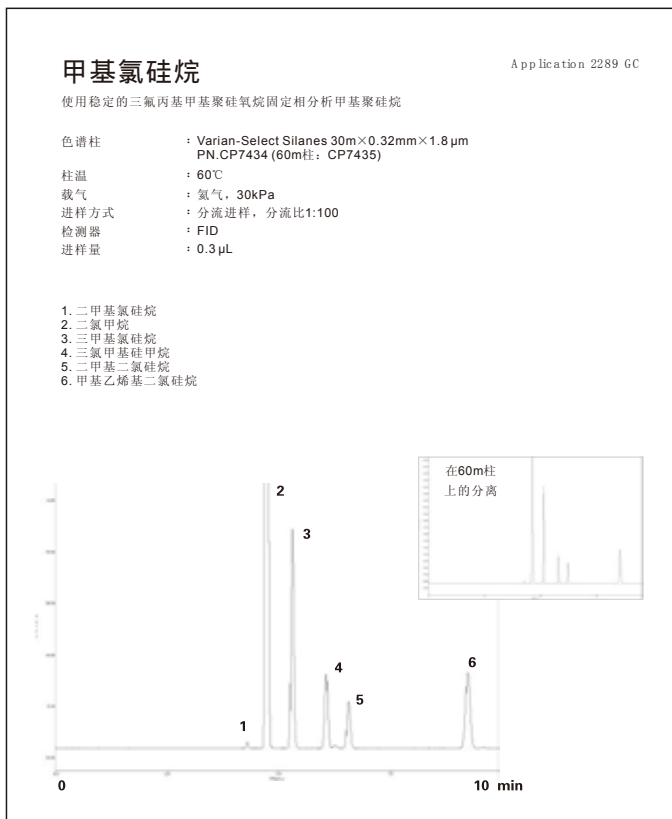 甲基氯硅烷
Application 2289 GC
使用稳定的三氟丙基甲基聚硅氧烷固定相分析甲基聚硅烷
色谱柱 : Varian-Select Silanes 30m×0.32mm×1.8 μm
PN.CP7434 (60m柱：CP7435)
柱温 : 60℃
载气 : 氦气，30kPa
进样方式 : 分流进样，分流比1:100
检测器 : FID
进样量 : 0.3 μL
1. 二甲基氯硅烷
2. 二氯甲烷
3. 三甲基氯硅烷
4. 三氯甲基硅甲烷
5. 二甲基二氯硅烷
6. 甲基乙烯基二氯硅烷
在60m柱
上的分离
2
3
4
6
5
1
0
10 min